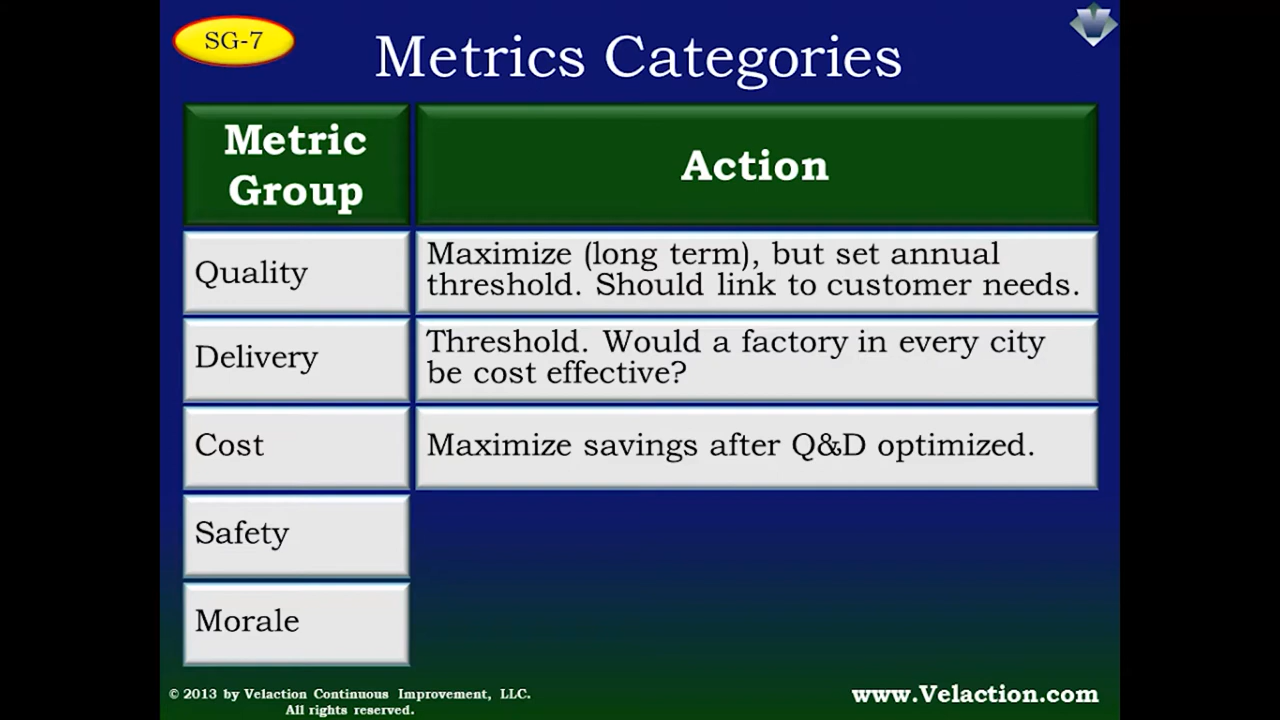 SG-7
Metrics Categories
Metric
Group
Action
Quality
Maximize (long term), but set annual
threshold. Should link to customer needs.
Delivery
Threshold. Would a factory in every city
be cost effective?
Cost
Maximize savings after Q&D optimized.
Safety
Morale
© 2013 by Velaction Continuous Improvement, LLC.
All rights reserved.
www.Velaction.com